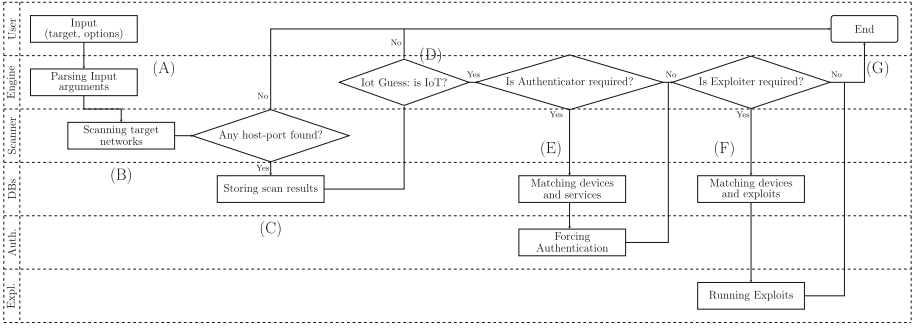 User
Input
(target, options)
End
(A)
No
(D)
(G)
Engine
Parsing Input
arguments
Iot Guess: is IoT?
Yes
Is Authenticator required?
No
Is Exploiter required?
No
No
Scanner
Scanning target
networks
Any host-port found?
Yes
Yes
(B)
(E)
(F)
Yes
DBs
Storing scan results
Matching devices
and services
Matching devices
and exploits
(C)
Auth.
Forcing
Authentication
Expl.
Running Exploits